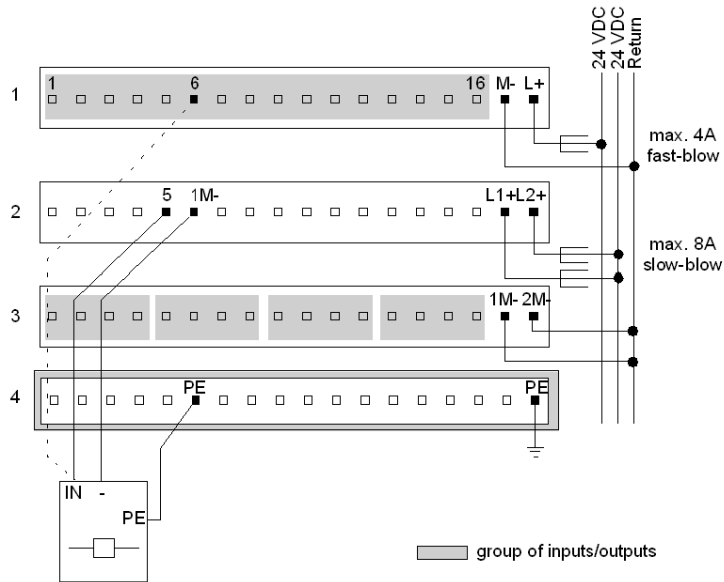 24 VDC
24 VDC
Return
1
1
6
16
M-
L+
max. 4A
fast-blow
2
5
1M-
L1+
L2+
max. 8A
slow-blow
3
1M-
2M-
4
PE
PE
IN
-
PE
group of inputs/outputs